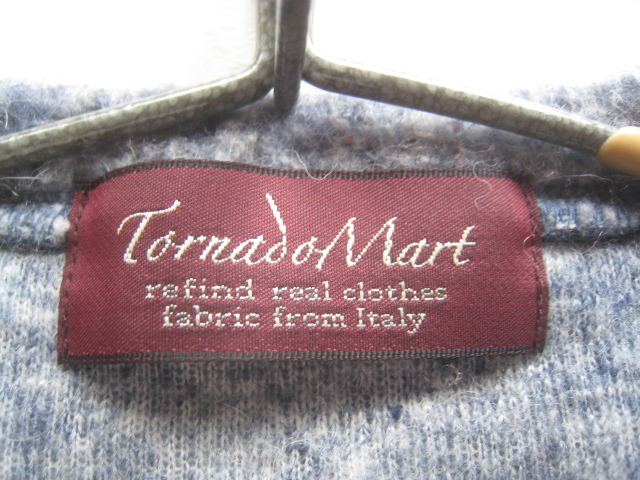 TornadoMart
refind real clothes
fabric from Italy